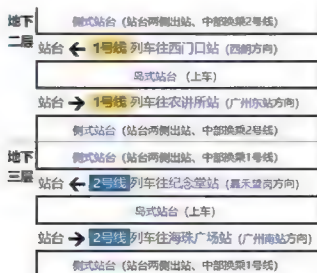 地下二层
侧式站台 (站台两侧出站、中部换乘2号线)
站台 ← 1号线 列车往西门口站 (西朗方向)
岛式站台 (上车)
站台 → 1号线 列车往农讲所站 (广州东站方向)
侧式站台 (站台两侧出站、中部换乘2号线)
地下三层
侧式站台 (站台两侧出站、中部换乘1号线)
站台 ← 2号线 列车往纪念堂站 (嘉禾望岗方向)
岛式站台 (上车)
站台 → 2号线 列车往海珠广场站 (广州南站方向)
侧式站台 (站台两侧出站、中部换乘1号线)